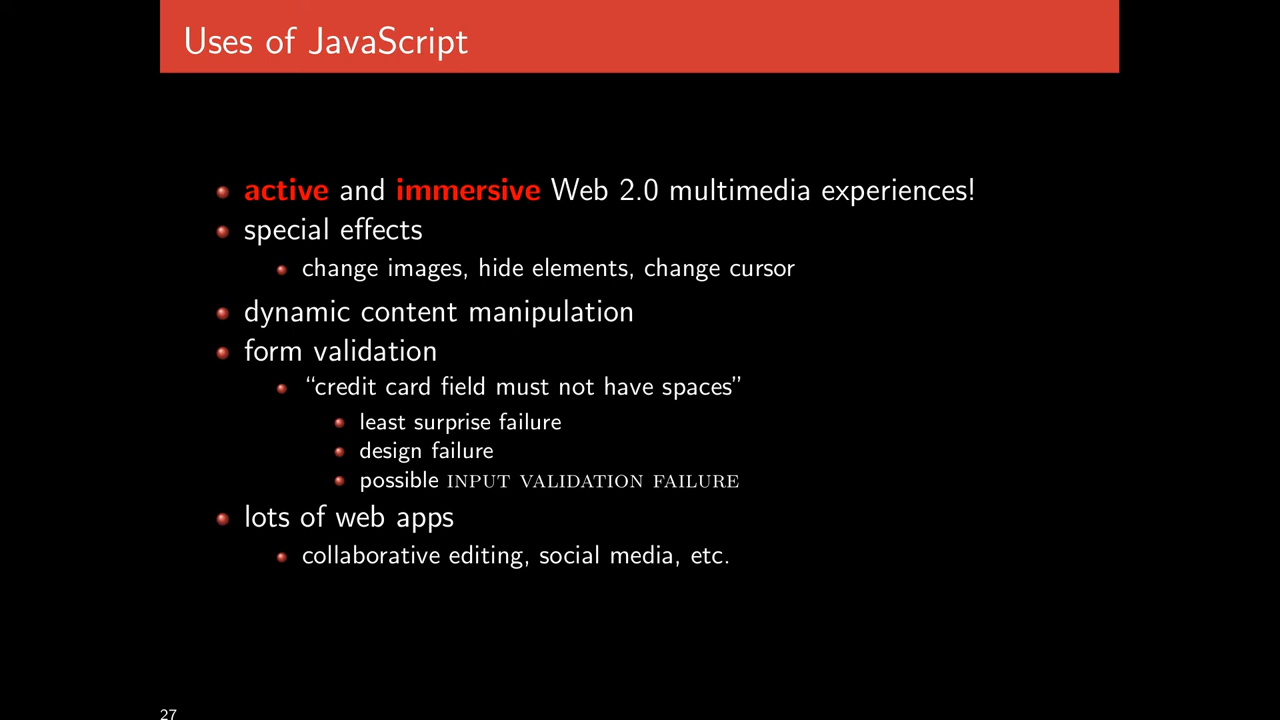 Uses of JavaScript
active and immersive Web 2.0 multimedia experiences!
special effects
change images, hide elements, change cursor
dynamic content manipulation
form validation
“credit card field must not have spaces”
least surprise failure
design failure
possible INPUT VALIDATION FAILURE
lots of web apps
collaborative editing, social media, etc.
27